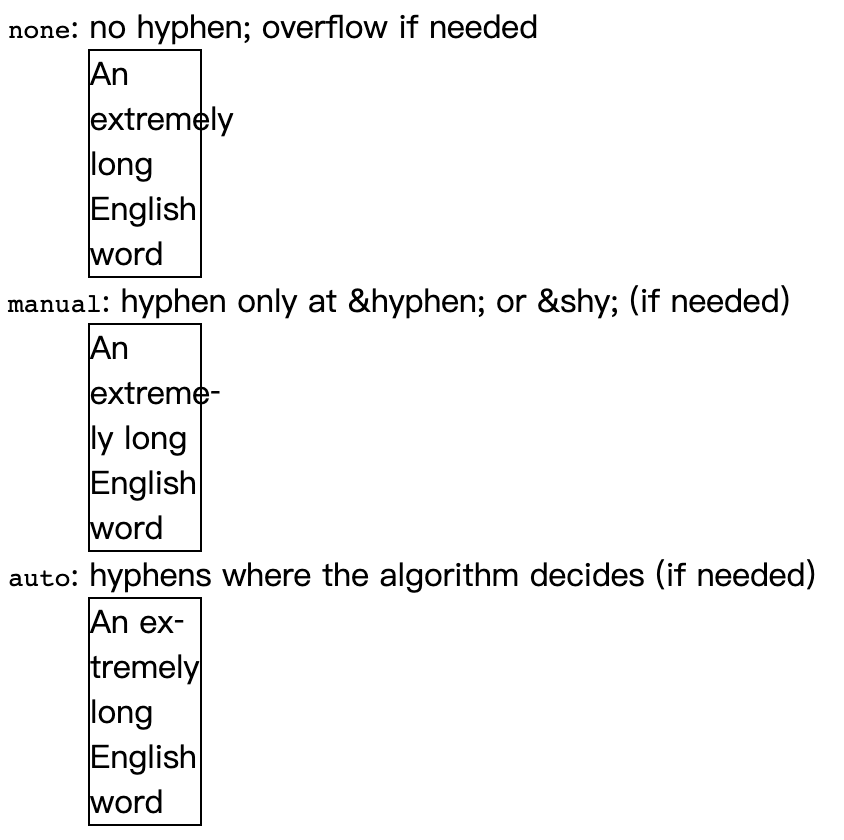 none: no hyphen; overflow if needed
An
extremely
long
English
word
manual: hyphen only at &hyphen; or &shy; (if needed)
An
extreme-
ly long
English
word
auto: hyphens where the algorithm decides (if needed)
An ex-
tremely
long
English
word